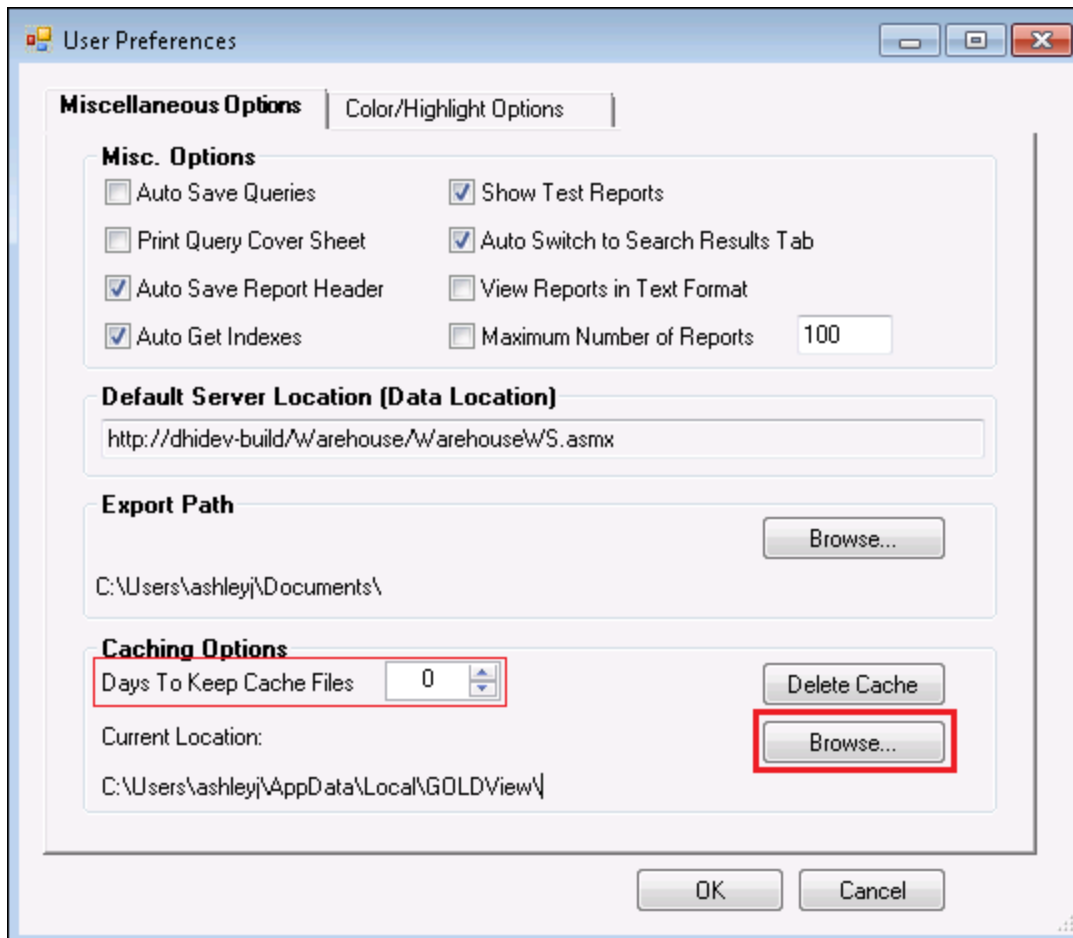 User Preferences
Miscellaneous Options
Color/Highlight Options
Misc. Options
Auto Save Queries
Show Test Reports
Print Query Cover Sheet
Auto Switch to Search Results Tab
Auto Save Report Header
View Reports in Text Format
Auto Get Indexes
Maximum Number of Reports
100
Default Server Location (Data Location)
http://dhidev-build/Warehouse/WarehouseWS.asmx
Export Path
Browse...
C:\Users\ashleyj\Documents\
Caching Options
Days To Keep Cache Files
0
Delete Cache
Current Location:
Browse...
C:\Users\ashleyj\AppData\Local\GOLDView\
OK
Cancel